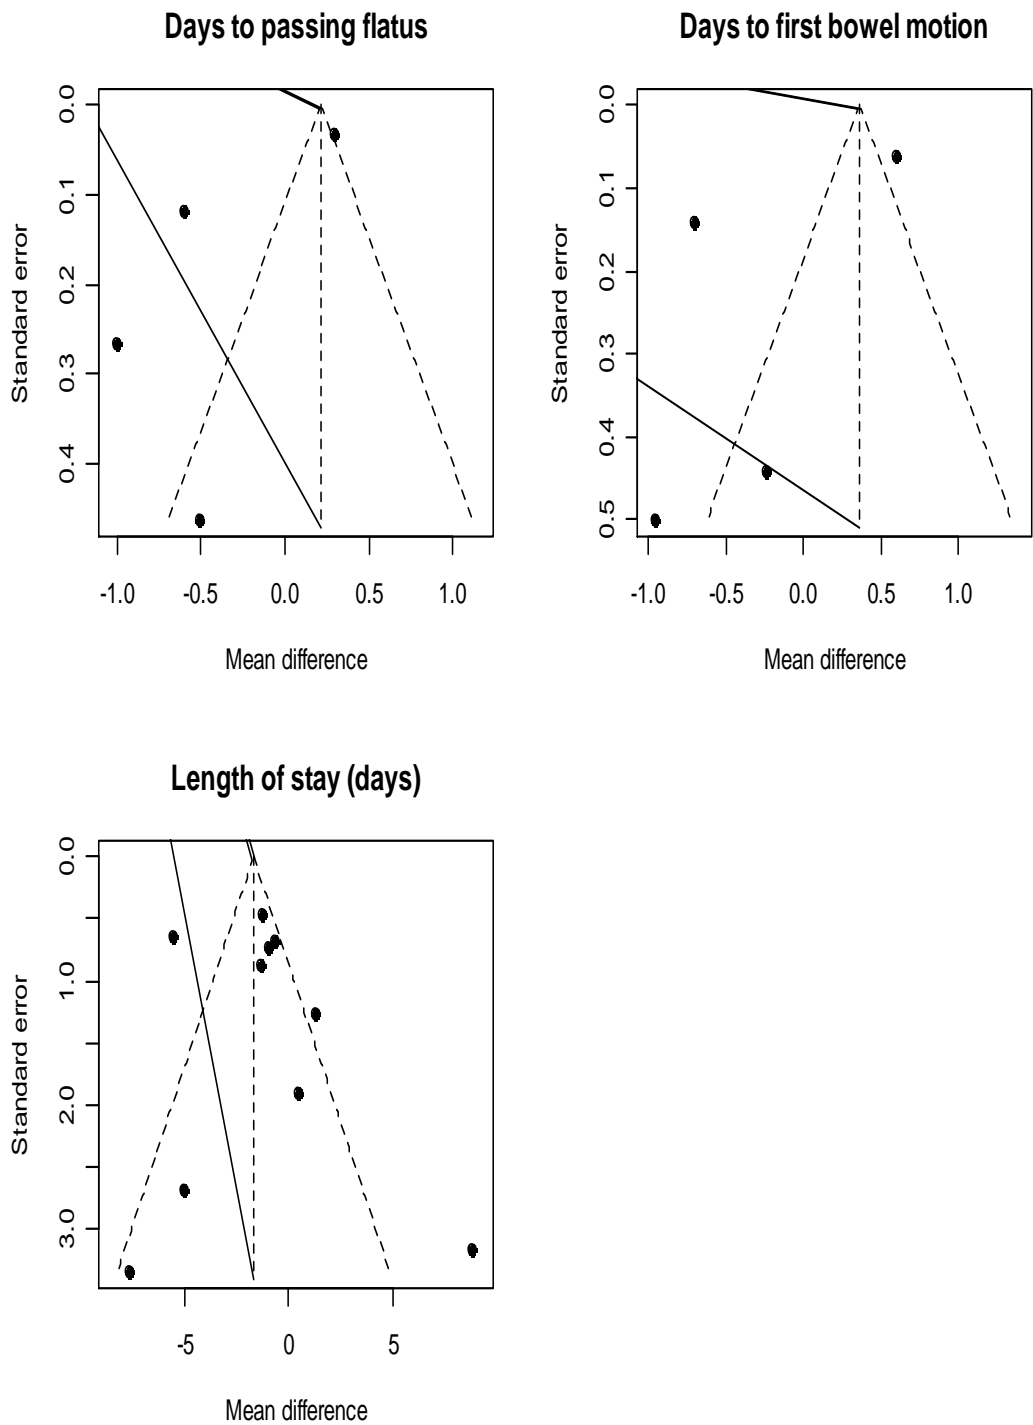 Days to passing flatus
Standard error
0.0
0.1
0.2
0.3
0.4
-1.0 -0.5 0.0 0.5 1.0
Mean difference
Days to first bowel motion
Standard error
0.0
0.1
0.2
0.3
0.4
0.5
-1.0 -0.5 0.0 0.5 1.0
Mean difference
Length of stay (days)
Standard error
0.0
1.0
2.0
3.0
-5 0 5
Mean difference